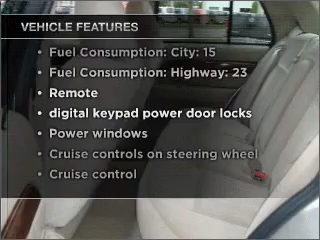 VEHICLE FEATURES
• Fuel Consumption: City: 15
• Fuel Consumption: Highway: 23
• Remote
• digital keypad power door locks
• Power windows
• Cruise controls on steering wheel
• Cruise control